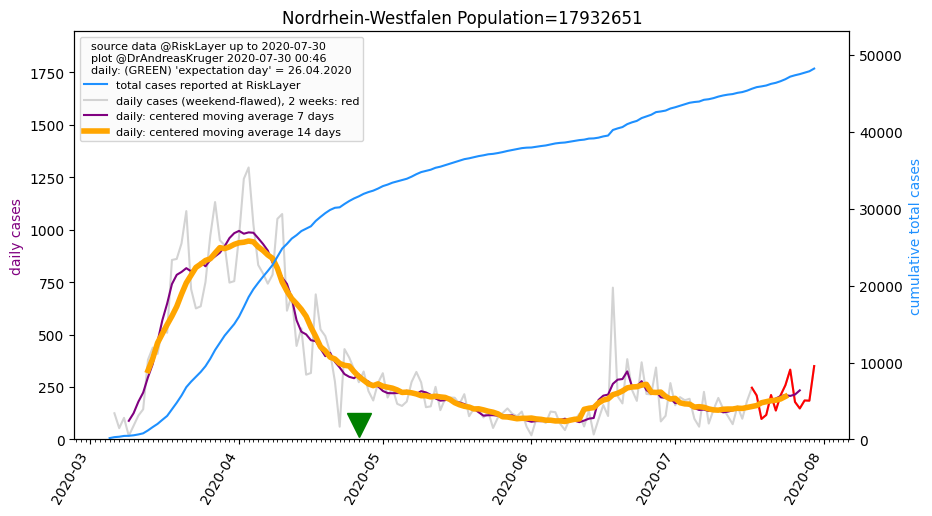 Nordrhein-Westfalen Population=17932651
source data @RiskLayer up to 2020-07-30
plot @DrAndreasKruger 2020-07-30 00:46
daily: (GREEN) 'expectation day' = 26.04.2020
total cases reported at RiskLayer
daily cases (weekend-flawed), 2 weeks: red
daily: centered moving average 7 days
daily: centered moving average 14 days
daily cases
1750
1500
1250
1000
750
500
250
0
cumulative total cases
50000
40000
30000
20000
10000
0
2020-03
2020-04
2020-05
2020-06
2020-07
2020-08